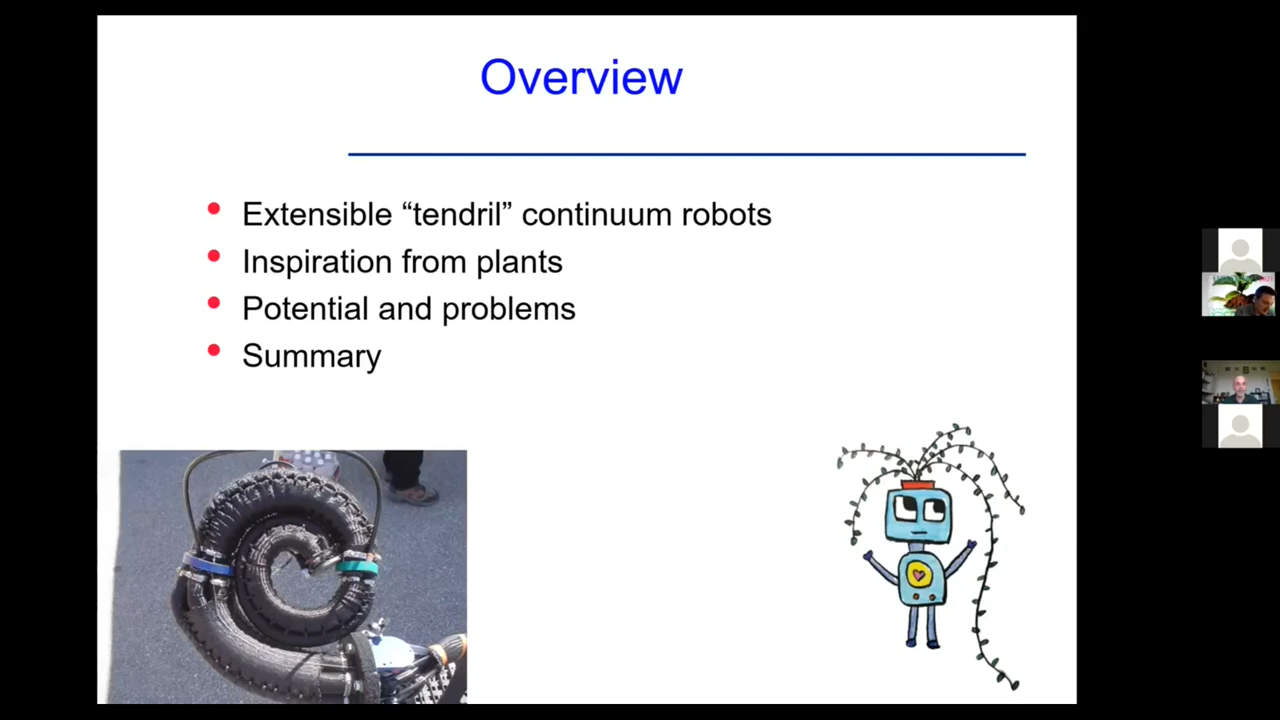 Overview
Extensible “tendril” continuum robots
Inspiration from plants
Potential and problems
Summary